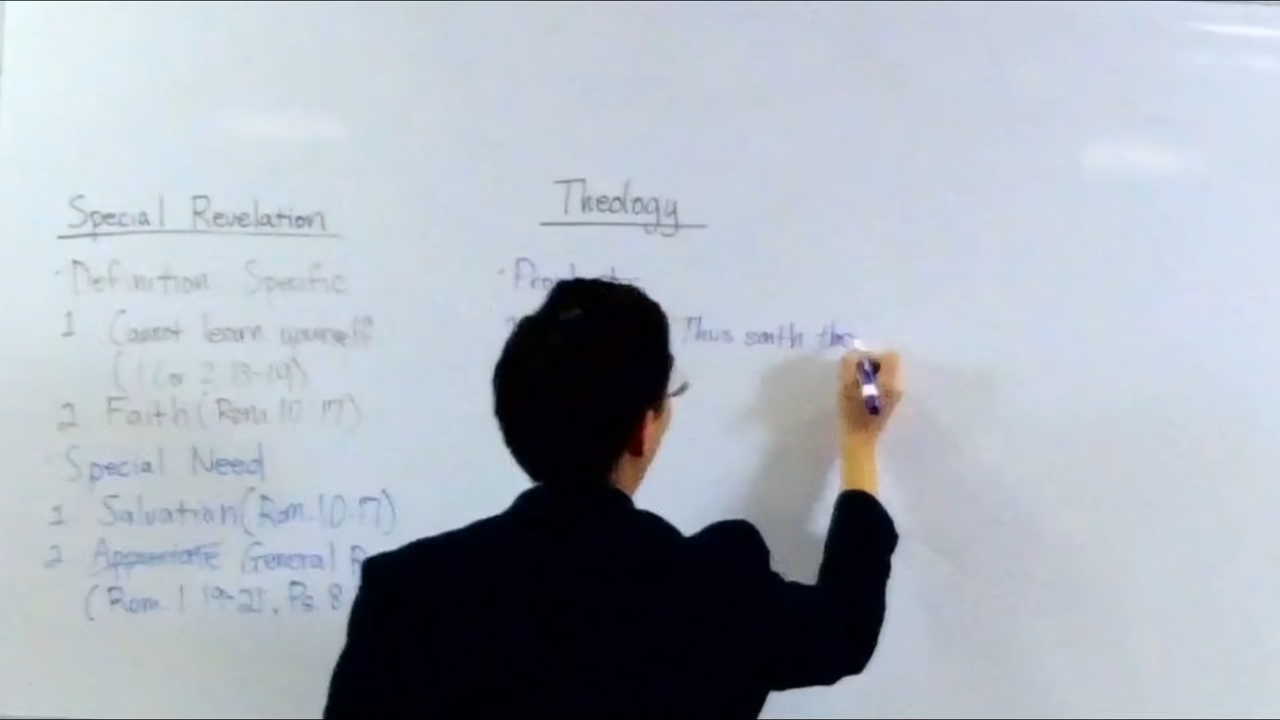 Special Revelation
· Definition Specific
1 Cannot learn yourself
(1 Cor 2 13-14)
2 Faith (Rom. 10 17)
Special Need
1 Salvation (Rom. 10-17)
2 Appreciate General
(Rom. 1 19-21, Ps. 8
Theology
Thus saith the